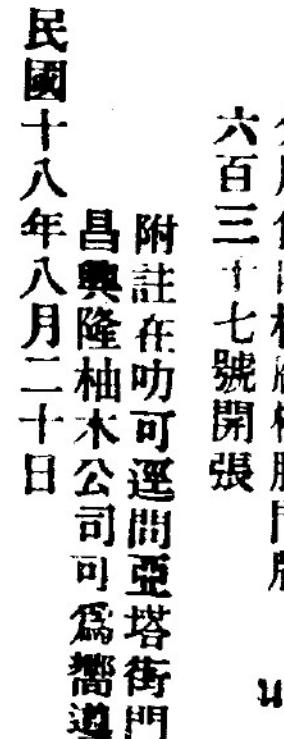 六百三十七號開張
附註在叻可逕問亞塔街門
昌興隆柚木公司可爲嚮導
民國十八年八月二十日